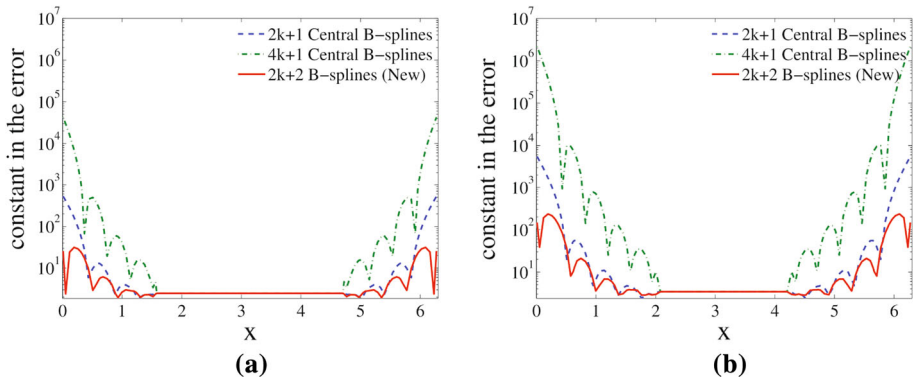 10^7
10^6
10^5
10^4
10^3
10^2
10^1
constant in the error
2k+1 Central B−splines
4k+1 Central B−splines
2k+2 B−splines (New)
0 1 2 3 4 5 6
x
(a)
10^7
10^6
10^5
10^4
10^3
10^2
10^1
constant in the error
2k+1 Central B−splines
4k+1 Central B−splines
2k+2 B−splines (New)
0 1 2 3 4 5 6
x
(b)